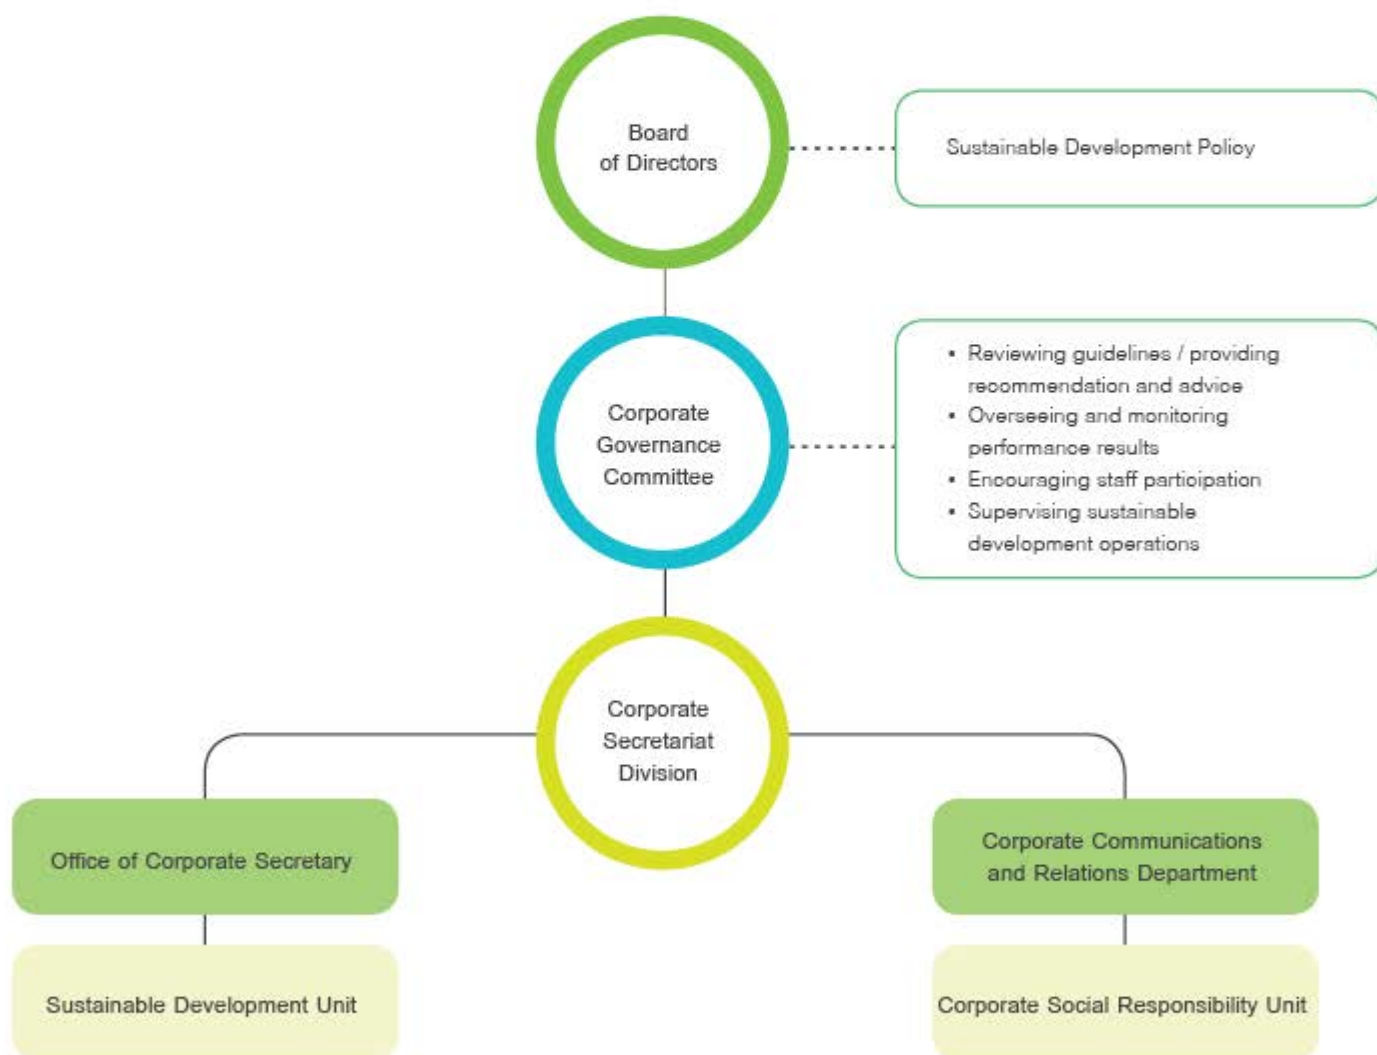 Board
of Directors
Sustainable Development Policy
Corporate
Governance
Committee
• Reviewing guidelines / providing
recommendation and advice
• Overseeing and monitoring
performance results
• Encouraging staff participation
• Supervising sustainable
development operations
Corporate
Secretariat
Division
Office of Corporate Secretary
Corporate Communications
and Relations Department
Sustainable Development Unit
Corporate Social Responsibility Unit